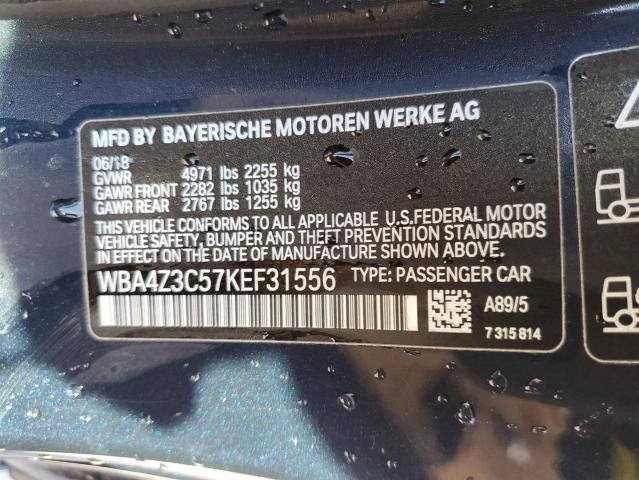 MFD BY BAYERISCHE MOTOREN WERKE AG
06/18
GVWR 4971 lbs 2255 kg
GAWR FRONT 2282 lbs 1035 kg
GAWR REAR 2767 lbs 1255 kg
THIS VEHICLE CONFORMS TO ALL APPLICABLE U.S.FEDERAL MOTOR
VEHICLE SAFETY, BUMPER AND THEFT PREVENTION STANDARDS
IN EFFECT ON THE DATE OF MANUFACTURE SHOWN ABOVE.
WBA4Z3C57KEF31556 TYPE: PASSENGER CAR
A89/5
7 315 814